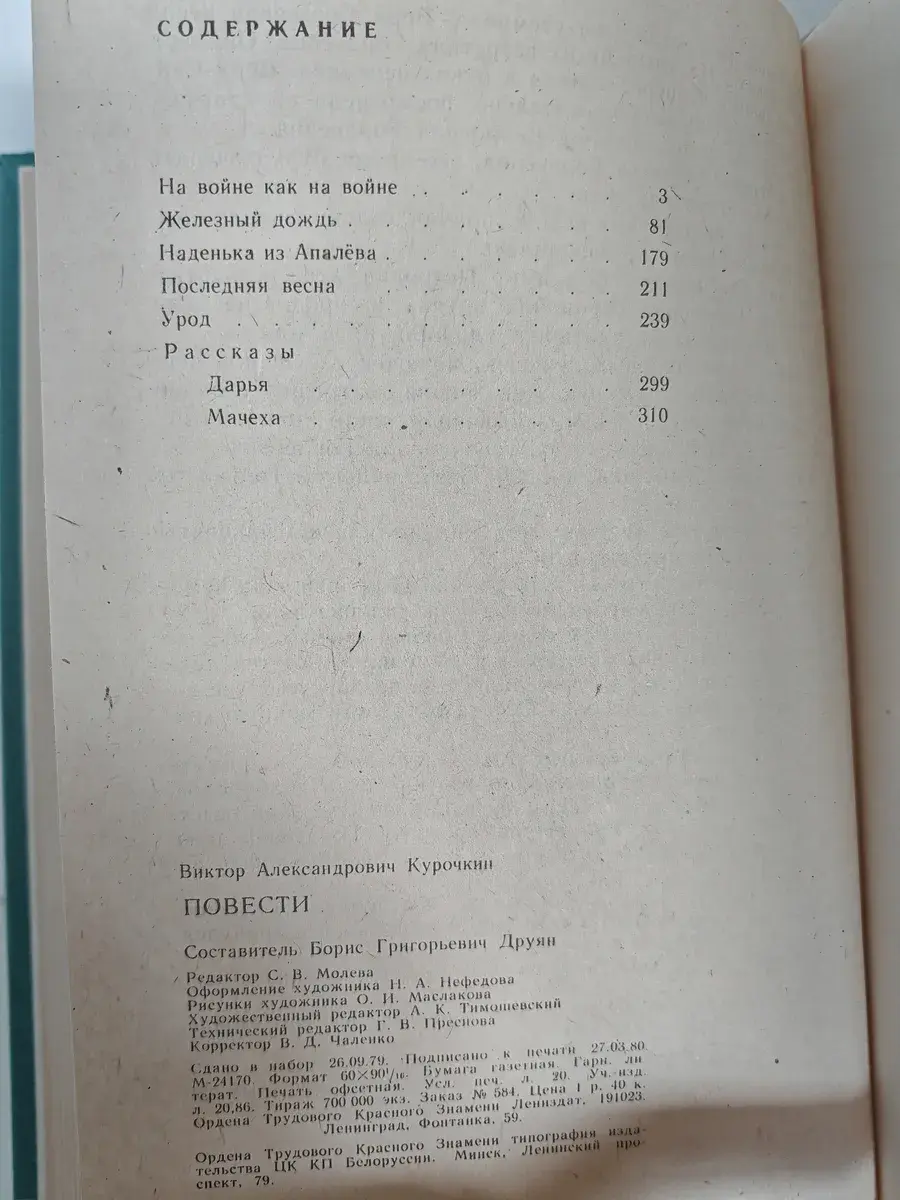 СОДЕРЖАНИЕ
На войне как на войне . . . . . . 3
Железный дождь . . . . . . . . 81
Наденька из Апалёва . . . . . . . 179
Последняя весна . . . . . . . 211
Урод . . . . . . . . . . . 239
Рассказы
Дарья . . . . . . . . . 299
Мачеха . . . . . . . . . 310
Виктор Александрович Курочкин
ПОВЕСТИ
Составитель Борис Григорьевич Друян
Редактор С. В. Молева
Оформление художника Н. А. Нефедова
Рисунки художника О. И. Маслакова
Художественный редактор А. К. Тимошевский
Технический редактор Г. В. Преснова
Корректор В. Д. Чаленко
Сдано в набор 26.09.79. Подписано к печати 27.03.80.
М-24170. Формат 60×90¹/₁₆. Бумага газетная. Гарн. ли
терат. Печать офсетная. Усл. печ. л. 20. Уч.-изд.
л. 20,86. Тираж 700 000 экз. Заказ № 584. Цена 1 р. 40 к.
Ордена Трудового Красного Знамени Лениздат, 191023.
Ленинград, Фонтанка, 59.
Ордена Трудового Красного Знамени типография изда-
тельства ЦК КП Белоруссии. Минск, Ленинский про-
спект, 79.